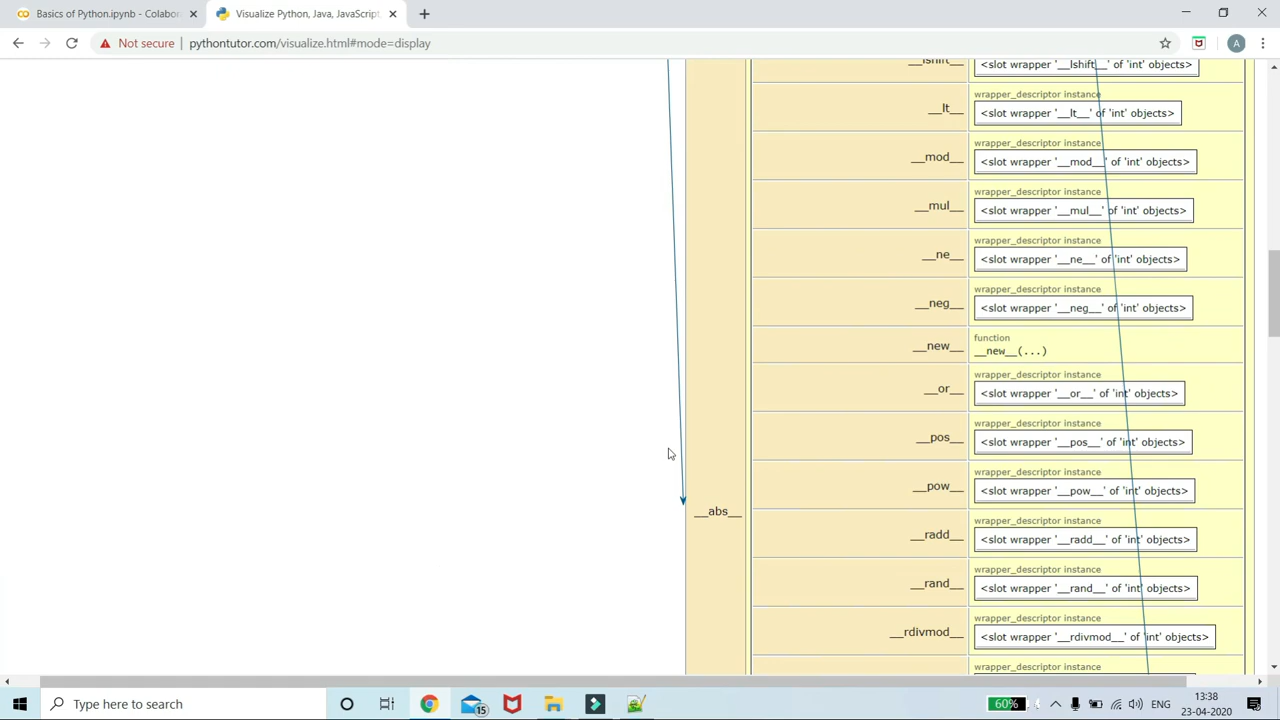 Basics of Python.ipynb - Colabor
Visualize Python, Java, JavaScript,
Not secure
pythontutor.com/visualize.html#mode=display
A
__lshift__
<slot wrapper '__lshift__' of 'int' objects>
wrapper_descriptor instance
__lt__
<slot wrapper '__lt__' of 'int' objects>
wrapper_descriptor instance
__mod__
<slot wrapper '__mod__' of 'int' objects>
wrapper_descriptor instance
__mul__
<slot wrapper '__mul__' of 'int' objects>
wrapper_descriptor instance
__ne__
<slot wrapper '__ne__' of 'int' objects>
wrapper_descriptor instance
__neg__
<slot wrapper '__neg__' of 'int' objects>
function
__new__
__new__(...)
wrapper_descriptor instance
__or__
<slot wrapper '__or__' of 'int' objects>
wrapper_descriptor instance
__pos__
<slot wrapper '__pos__' of 'int' objects>
wrapper_descriptor instance
__pow__
<slot wrapper '__pow__' of 'int' objects>
__abs__
wrapper_descriptor instance
__radd__
<slot wrapper '__radd__' of 'int' objects>
wrapper_descriptor instance
__rand__
<slot wrapper '__rand__' of 'int' objects>
wrapper_descriptor instance
__rdivmod__
<slot wrapper '__rdivmod__' of 'int' objects>
wrapper_descriptor instance
Type here to search
15
60%
ENG
13:38
23-04-2020